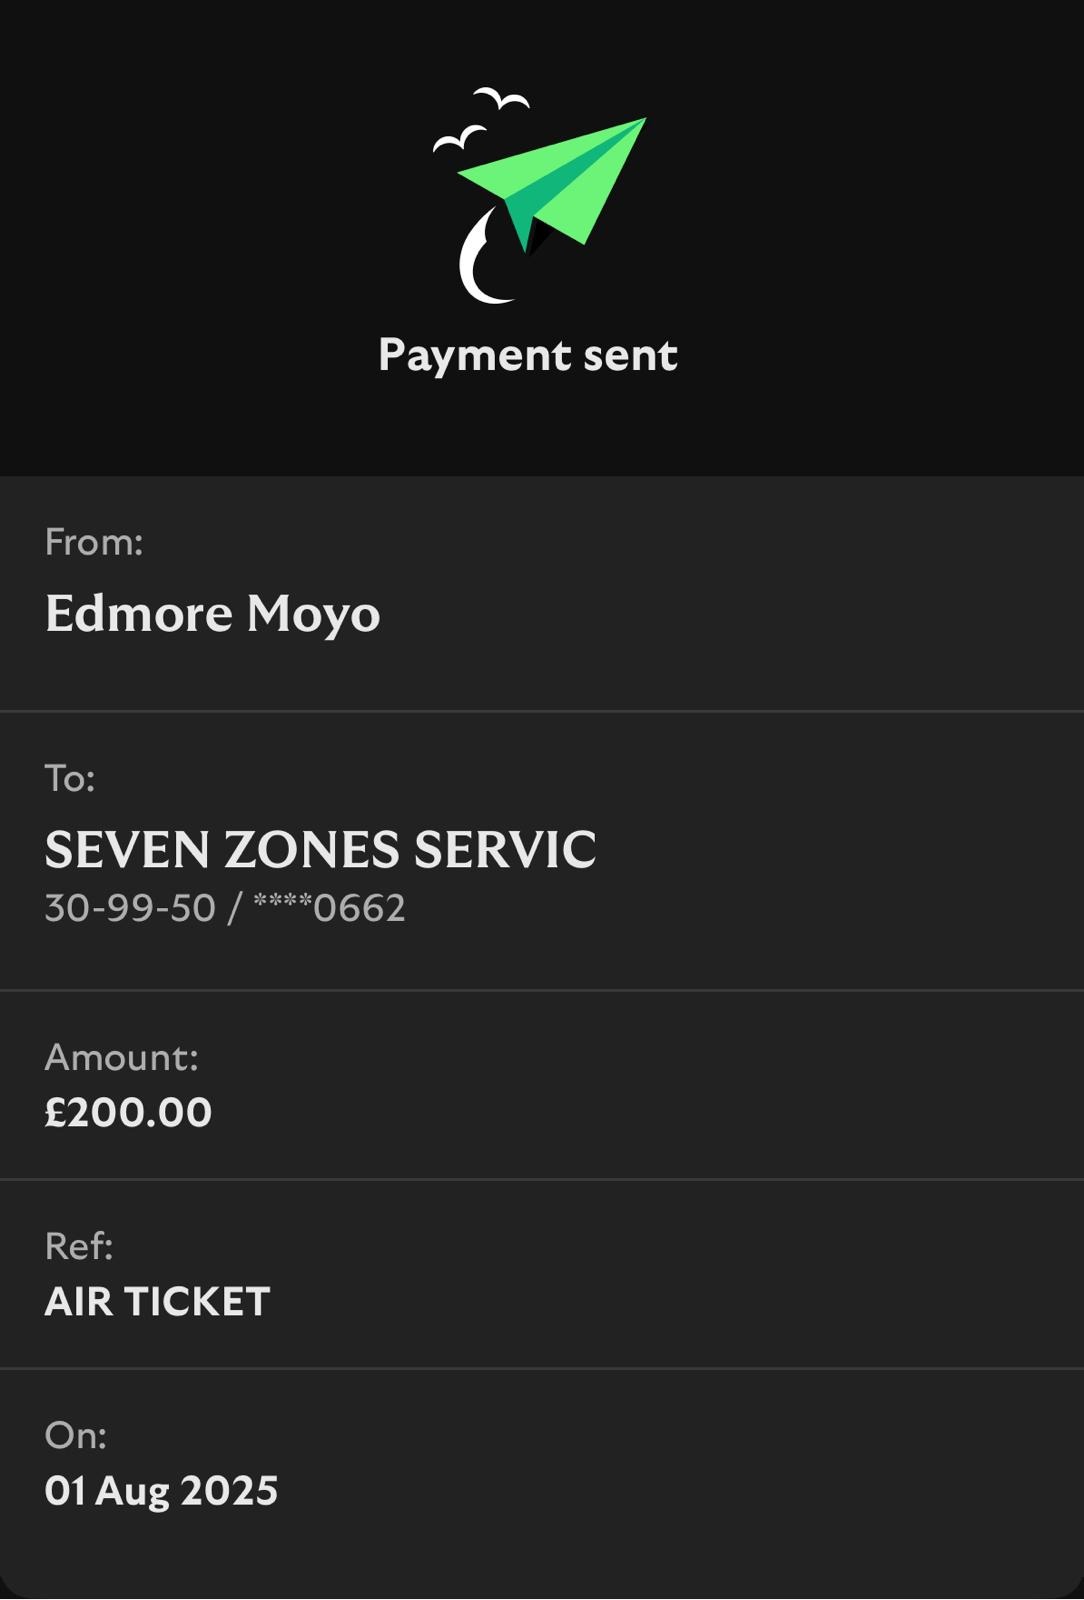 Payment sent
From:
Edmore Moyo
To:
SEVEN ZONES SERVIC
30-99-50 / ****0662
Amount:
£200.00
Ref:
AIR TICKET
On:
01 Aug 2025